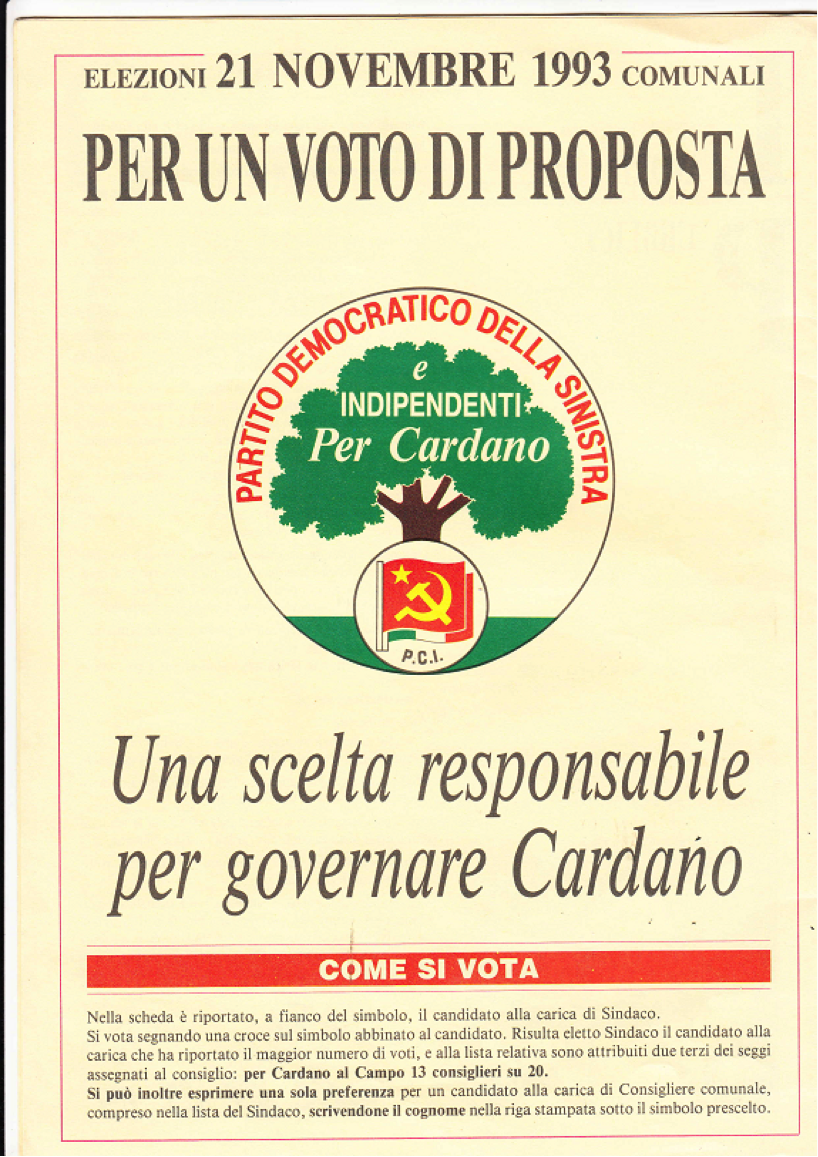 ELEZIONI 21 NOVEMBRE 1993 COMUNALI
PER UN VOTO DI PROPOSTA
PARTITO DEMOCRATICO DELLA SINISTRA
e
INDIPENDENTI
Per Cardano
P.C.I.
Una scelta responsabile
per governare Cardano
COME SI VOTA
Nella scheda è riportato, a fianco del simbolo, il candidato alla carica di Sindaco.
Si vota segnando una croce sul simbolo abbinato al candidato. Risulta eletto Sindaco il candidato alla
carica che ha riportato il maggior numero di voti, e alla lista relativa sono attribuiti due terzi dei seggi
assegnati al consiglio: per Cardano al Campo 13 consiglieri su 20.
Si può inoltre esprimere una sola preferenza per un candidato alla carica di Consigliere comunale,
compreso nella lista del Sindaco, scrivendone il cognome nella riga stampata sotto il simbolo prescelto.